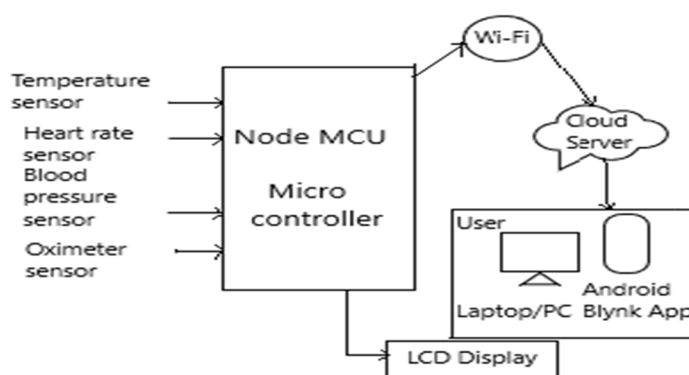 Wi-Fi
Temperature
sensor
Heart rate
sensor
Blood
pressure
sensor
Oximeter
sensor
Node MCU
Micro
controller
Cloud
Server
User
Laptop/PC
Android
Blynk App
LCD Display